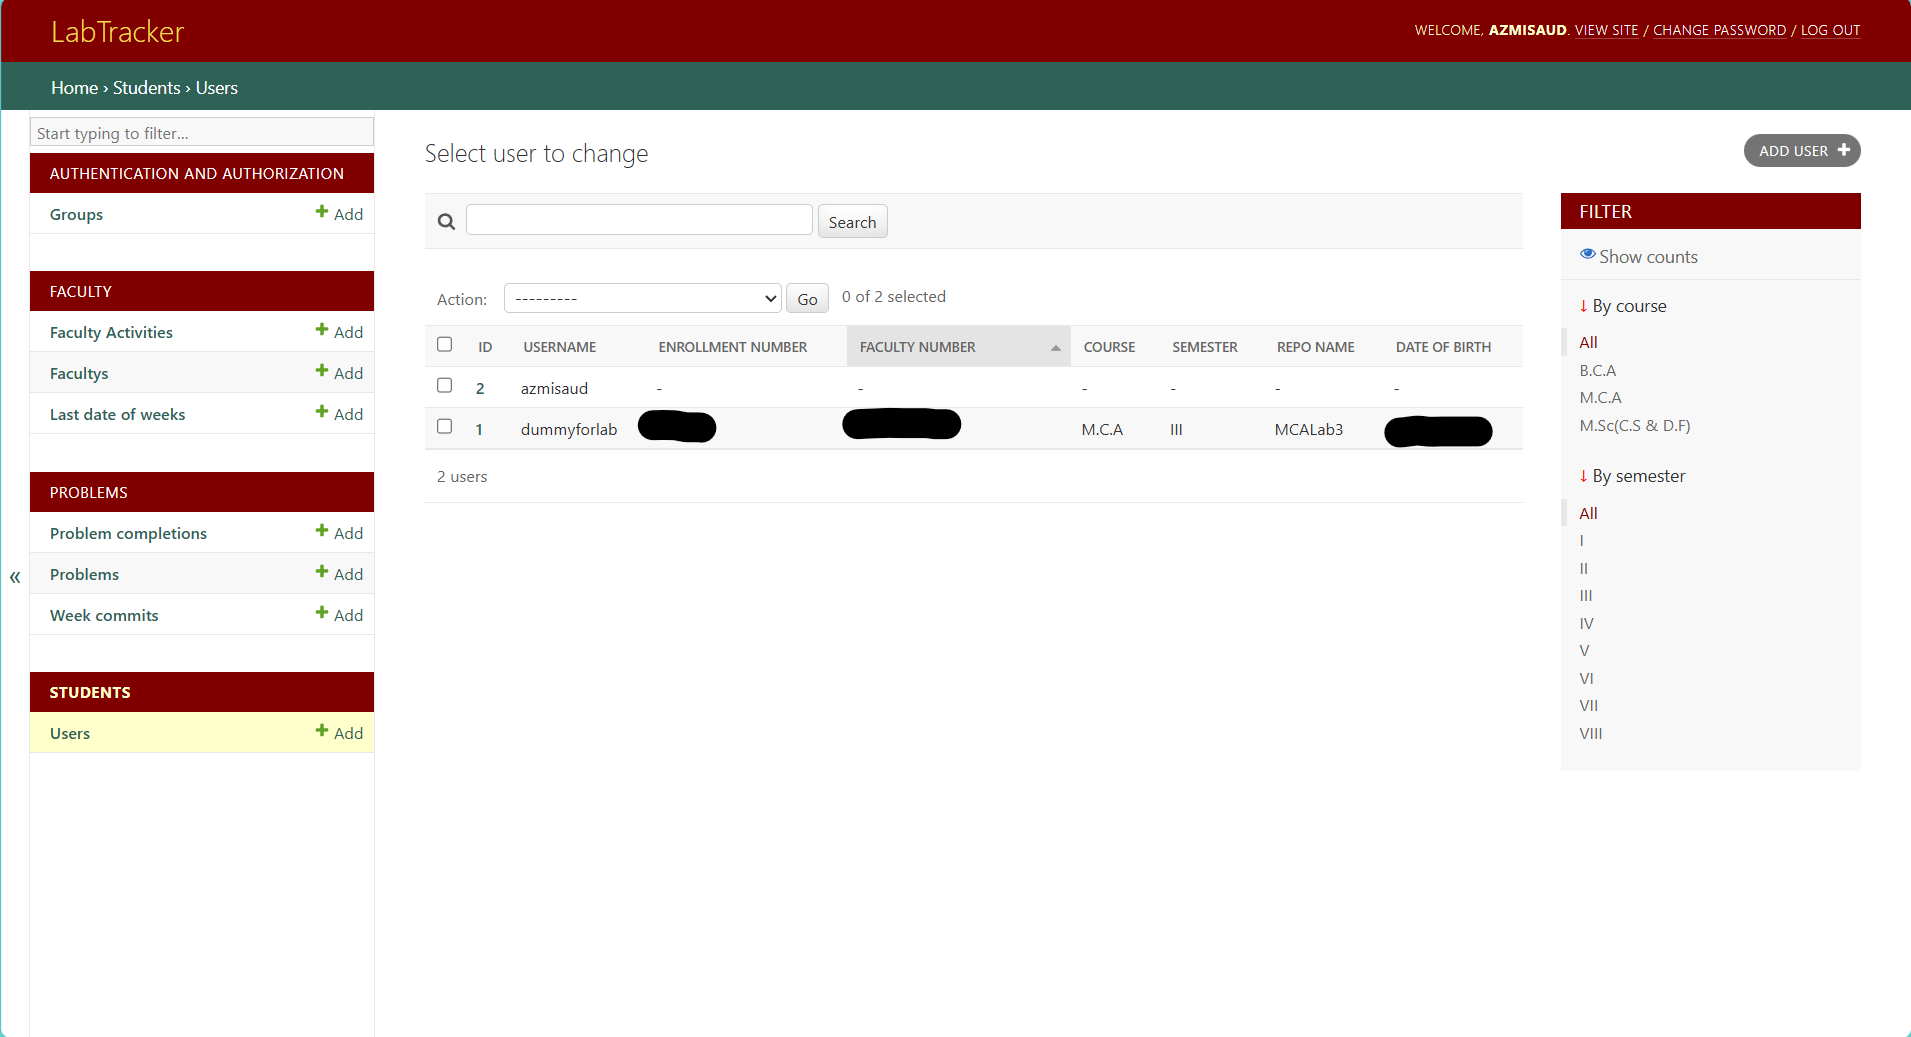 LabTracker
WELCOME, AZMISAUD. VIEW SITE / CHANGE PASSWORD / LOG OUT
Home › Students › Users
Start typing to filter...
AUTHENTICATION AND AUTHORIZATION
Groups + Add
FACULTY
Faculty Activities + Add
Facultys + Add
Last date of weeks + Add
PROBLEMS
Problem completions + Add
Problems + Add
Week commits + Add
«
STUDENTS
Users + Add
Select user to change
ADD USER +
Search
Action: --------- Go 0 of 2 selected
ID USERNAME ENROLLMENT NUMBER FACULTY NUMBER COURSE SEMESTER REPO NAME DATE OF BIRTH
2 azmisaud - - - - - -
1 dummyforlab M.C.A III MCALab3
2 users
FILTER
Show counts
↓ By course
All
B.C.A
M.C.A
M.Sc(C.S & D.F)
↓ By semester
All
I
II
III
IV
V
VI
VII
VIII